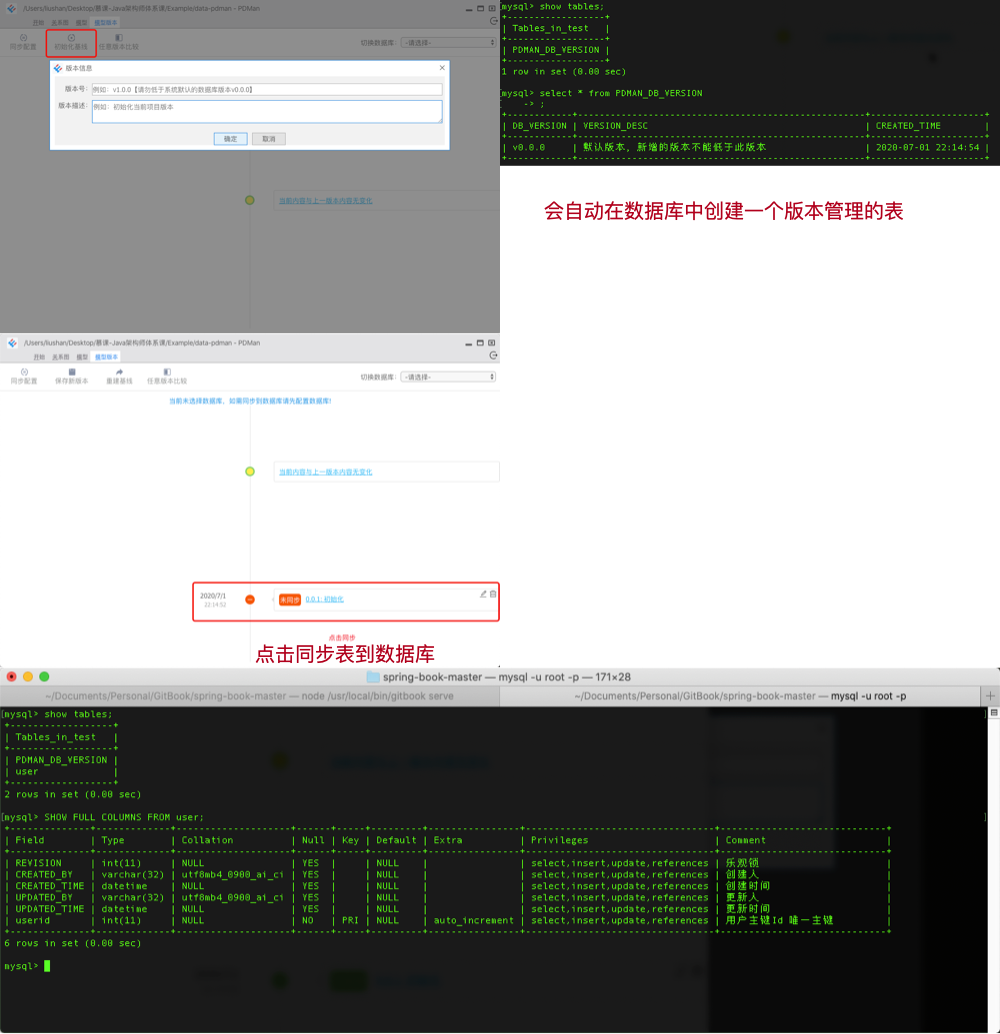 /Users/liushan/Desktop/慕课-Java架构师体系课/Example/data-pdman - PDMan
开始 关系图 模型 模型版本
同步配置 初始化基线 任意版本比较 切换数据库: -请选择-
版本信息
版本号: 例如: v1.0.0【请勿低于系统默认的数据库版本v0.0.0】
版本描述: 例如: 初始化当前项目版本
确定 取消
当前内容与上一版本内容无变化
mysql> show tables;
+------------------+
| Tables_in_test |
+------------------+
| PDMAN_DB_VERSION |
+------------------+
1 row in set (0.00 sec)
mysql> select * from PDMAN_DB_VERSION
-> ;
| DB_VERSION | VERSION_DESC | CREATED_TIME |
| v0.0.0 | 默认版本, 新增的版本不能低于此版本 | 2020-07-01 22:14:54 |
会自动在数据库中创建一个版本管理的表
/Users/liushan/Desktop/慕课-Java架构师体系课/Example/data-pdman - PDMan
开始 关系图 模型 模型版本
同步配置 保存新版本 重建基线 任意版本比较 切换数据库: -请选择-
当前未选择数据库, 如需同步到数据库请先配置数据库!
当前内容与上一版本内容无变化
2020/7/1
22:14:52
未同步 0.0.1: 初始化
点击同步
点击同步表到数据库
spring-book-master — mysql -u root -p — 171×28
~/Documents/Personal/GitBook/spring-book-master — node /usr/local/bin/gitbook serve
~/Documents/Personal/GitBook/spring-book-master — mysql -u root -p
mysql> show tables;
+------------------+
| Tables_in_test |
+------------------+
| PDMAN_DB_VERSION |
| user |
+------------------+
2 rows in set (0.00 sec)
mysql> SHOW FULL COLUMNS FROM user;
| Field | Type | Collation | Null | Key | Default | Extra | Privileges | Comment |
| REVISION | int(11) | NULL | YES | | NULL | | select,insert,update,references | 乐观锁 |
| CREATED_BY | varchar(32) | utf8mb4_0900_ai_ci | YES | | NULL | | select,insert,update,references | 创建人 |
| CREATED_TIME | datetime | NULL | YES | | NULL | | select,insert,update,references | 创建时间 |
| UPDATED_BY | varchar(32) | utf8mb4_0900_ai_ci | YES | | NULL | | select,insert,update,references | 更新人 |
| UPDATED_TIME | datetime | NULL | YES | | NULL | | select,insert,update,references | 更新时间 |
| userid | int(11) | NULL | NO | PRI | NULL | auto_increment | select,insert,update,references | 用户主键Id 唯一主键 |
6 rows in set (0.00 sec)
mysql>